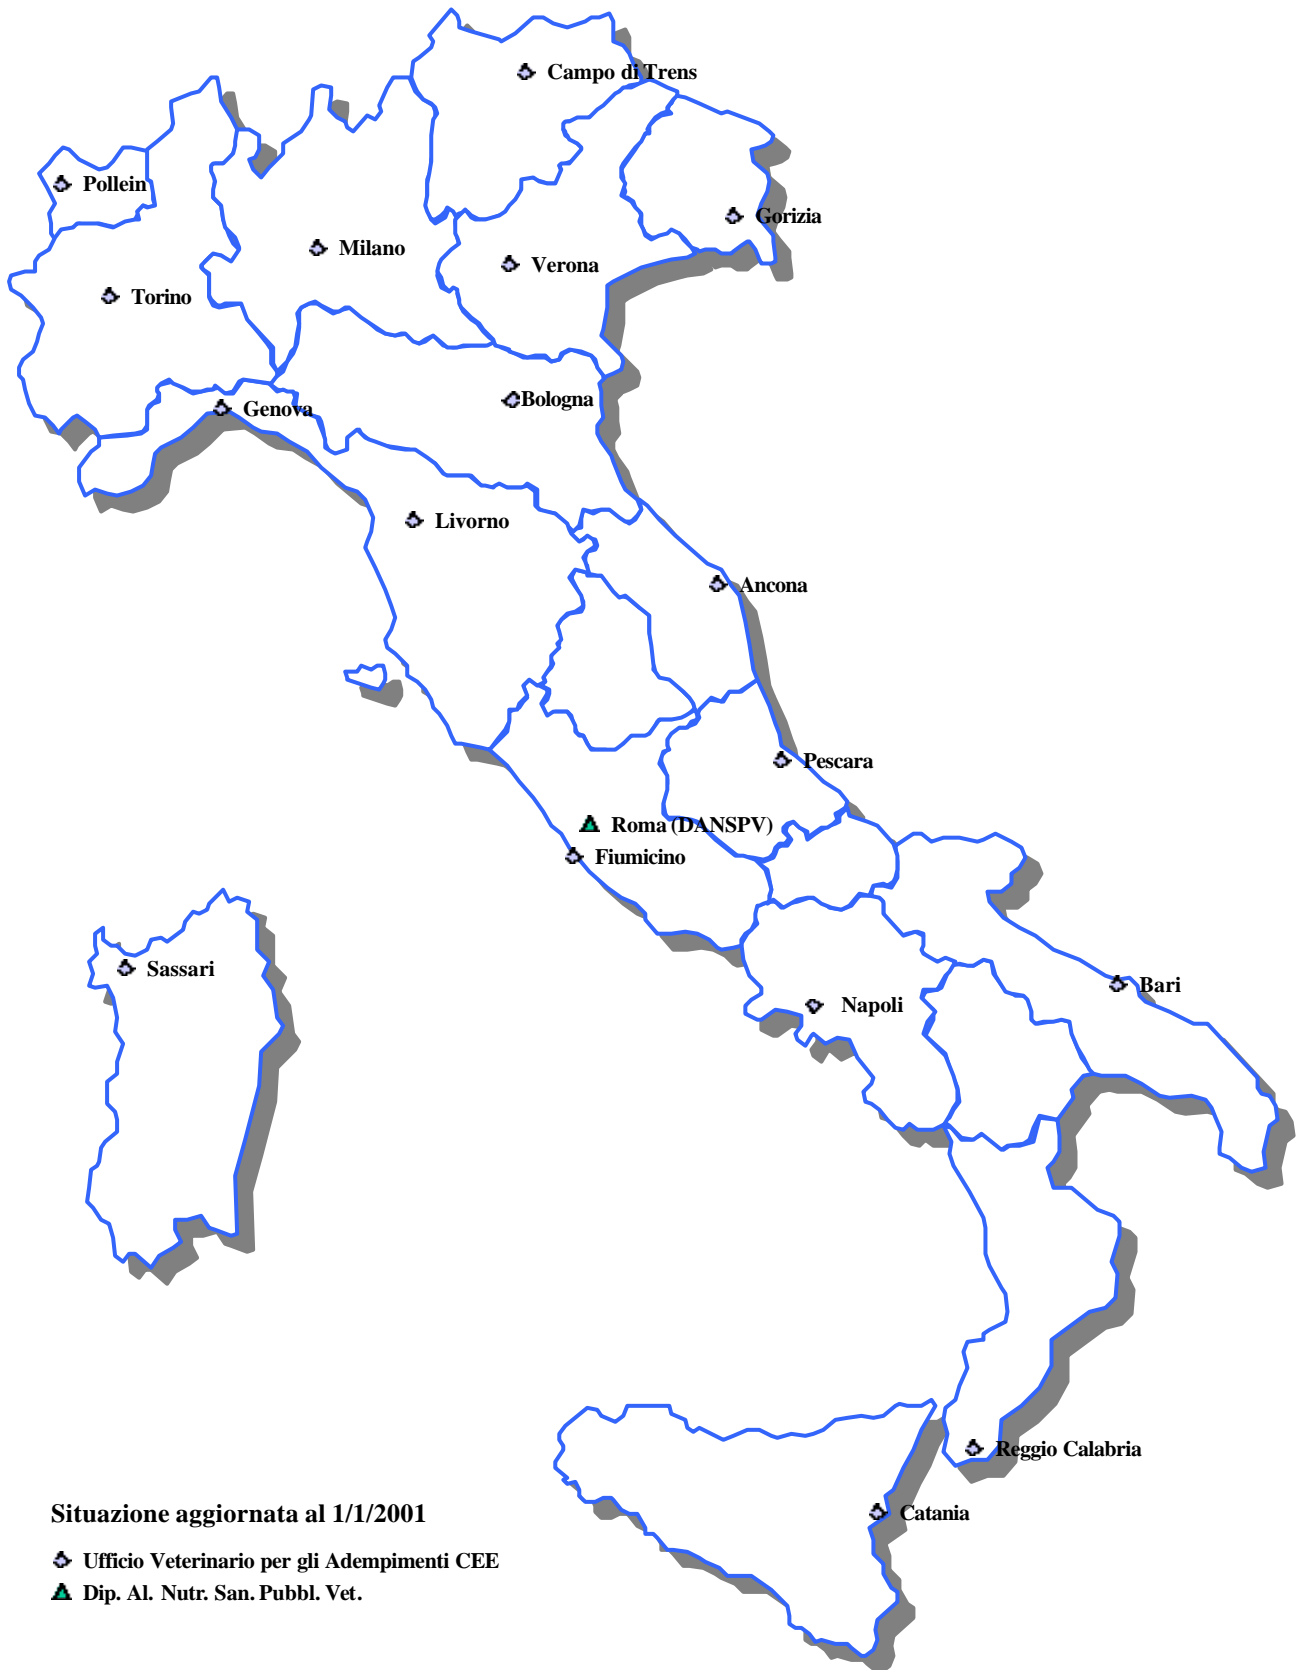 Campo di Trens
Pollein
Gorizia
Milano
Verona
Torino
Bologna
Genova
Livorno
Ancona
Pescara
Roma (DANSPV)
Fiumicino
Sassari
Bari
Napoli
Reggio Calabria
Catania
Situazione aggiornata al 1/1/2001
Ufficio Veterinario per gli Adempimenti CEE
Dip. Al. Nutr. San. Pubbl. Vet.